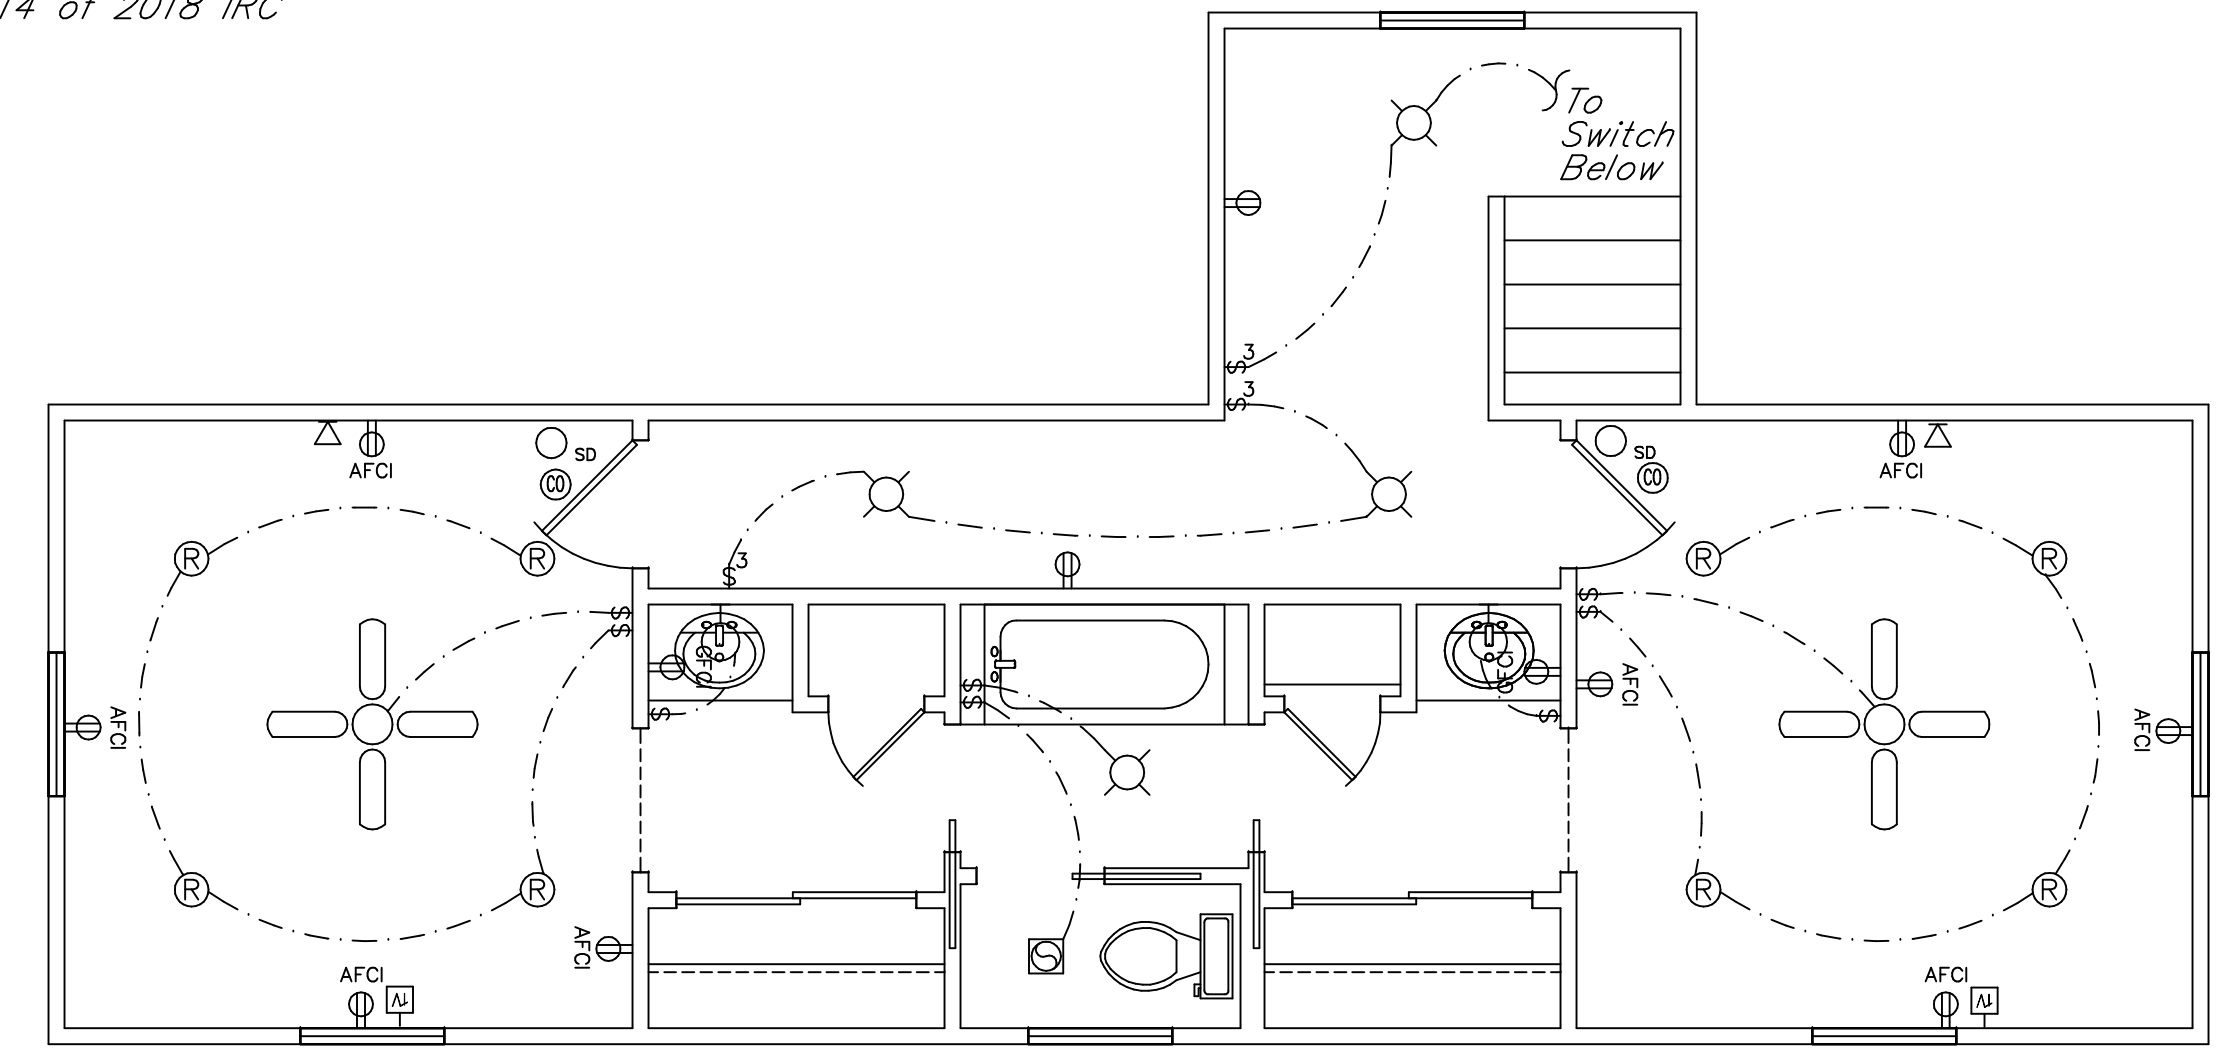 14 of 2018 IRC
To
Switch
Below
$3
$3
AFCI
SD
CO
SD
CO
AFCI
R
R
$3
R
R
$
$
$
$
GFCI
GFCI
AFCI
$
$
$
$
AFCI
AFCI
R
R
R
R
AFCI
AFCI
AFCI